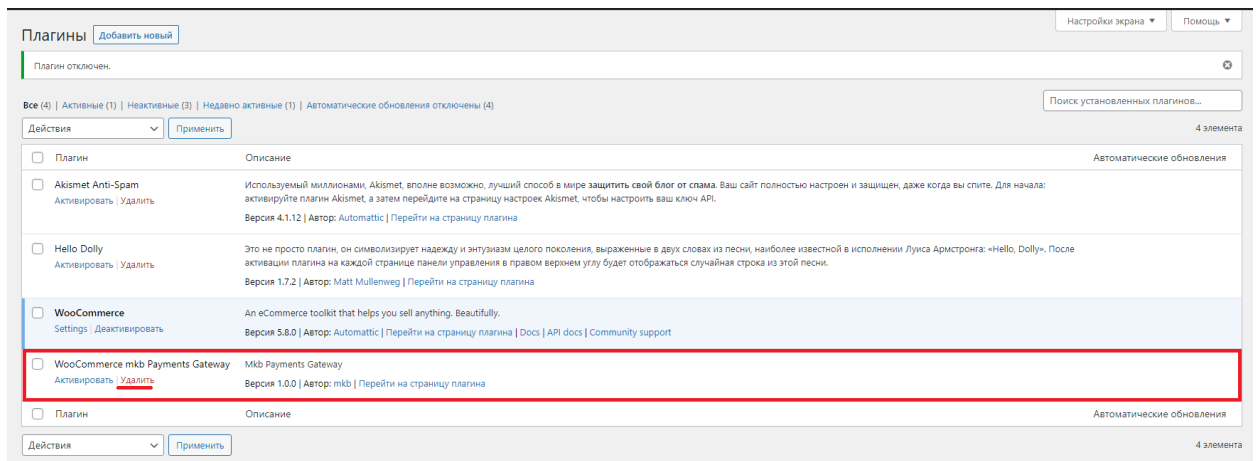 Настройки экрана ▼ Помощь ▼
Плагины Добавить новый
Плагин отключен.
Все (4) | Активные (1) | Неактивные (3) | Недавно активные (1) | Автоматические обновления отключены (4)
Поиск установленных плагинов...
Действия Применить 4 элемента
Плагин Описание Автоматические обновления
Akismet Anti-Spam Используемый миллионами, Akismet, вполне возможно, лучший способ в мире защитить свой блог от спама. Ваш сайт полностью настроен и защищен, даже когда вы спите. Для начала:
Активировать | Удалить активируйте плагин Akismet, а затем перейдите на страницу настроек Akismet, чтобы настроить ваш ключ API.
Версия 4.1.12 | Автор: Automattic | Перейти на страницу плагина
Hello Dolly Это не просто плагин, он символизирует надежду и энтузиазм целого поколения, выраженные в двух словах из песни, наиболее известной в исполнении Луиса Армстронга: «Hello, Dolly». После
Активировать | Удалить активации плагина на каждой странице панели управления в правом верхнем углу будет отображаться случайная строка из этой песни.
Версия 1.7.2 | Автор: Matt Mullenweg | Перейти на страницу плагина
WooCommerce An eCommerce toolkit that helps you sell anything. Beautifully.
Settings | Деактивировать Версия 5.8.0 | Автор: Automattic | Перейти на страницу плагина | Docs | API docs | Community support
WooCommerce mkb Payments Gateway Mkb Payments Gateway
Активировать | Удалить Версия 1.0.0 | Автор: mkb | Перейти на страницу плагина
Плагин Описание Автоматические обновления
Действия Применить 4 элемента